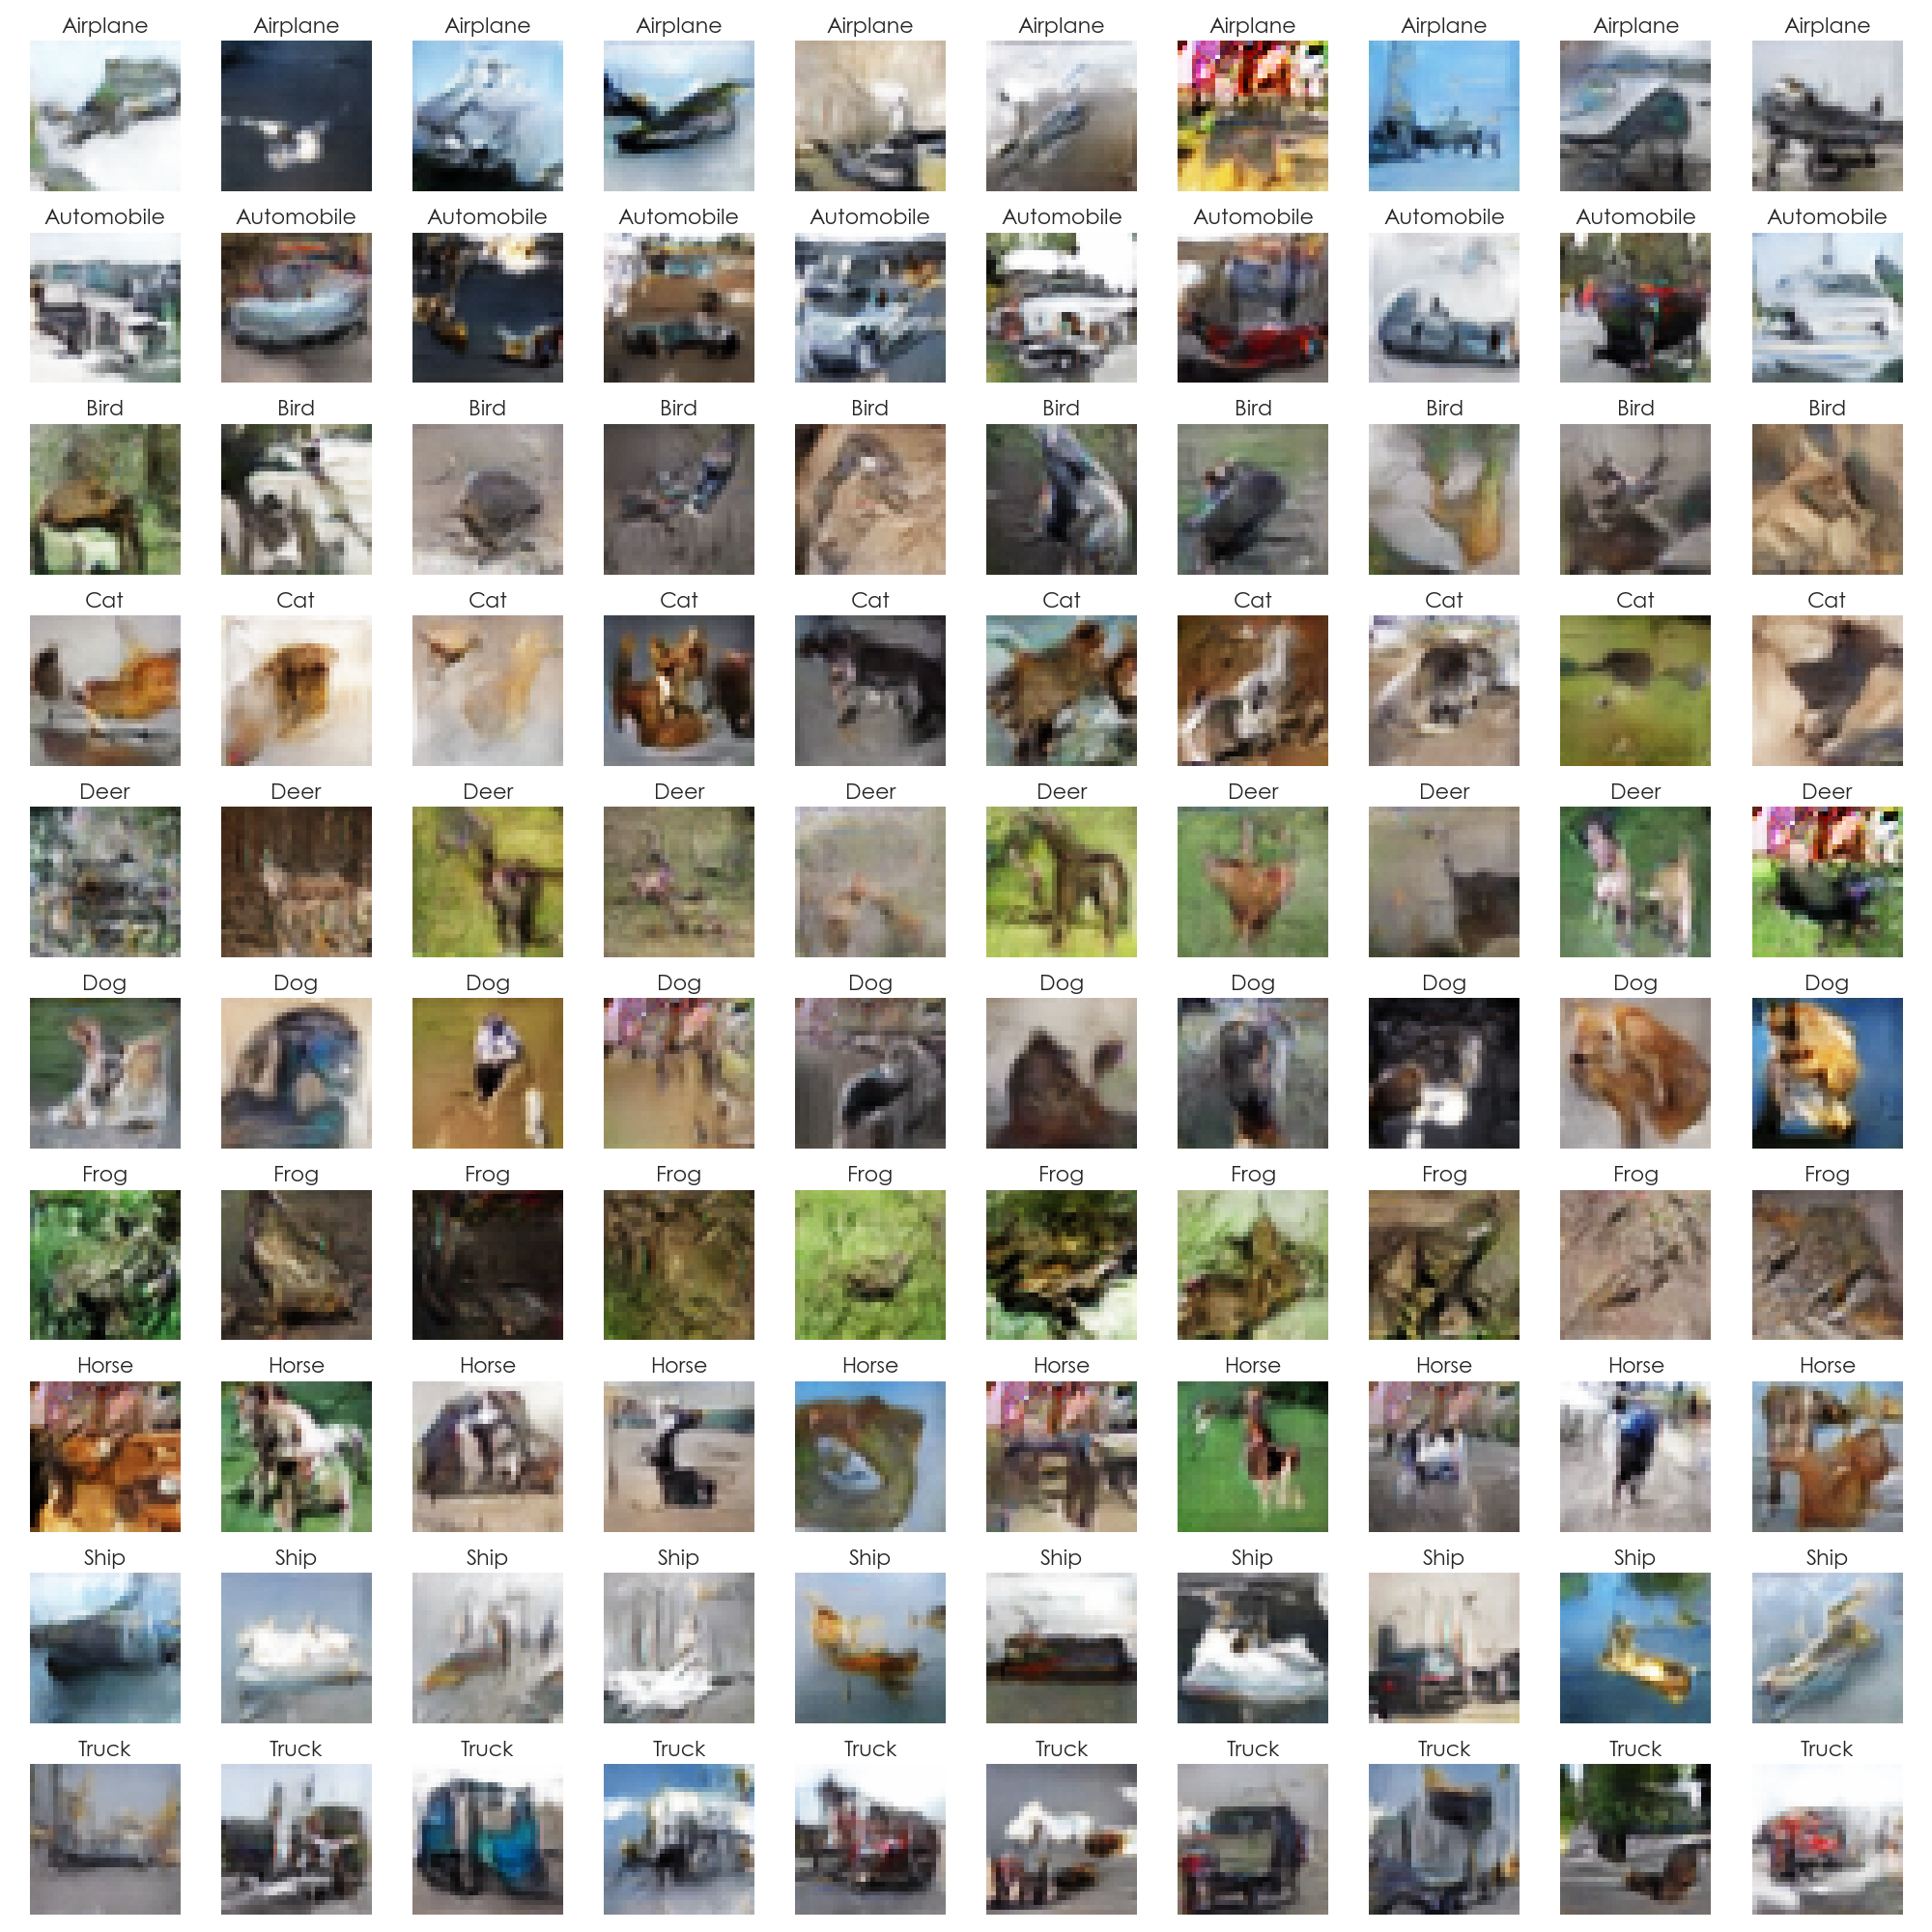 Airplane Airplane Airplane Airplane Airplane Airplane Airplane Airplane Airplane Airplane
Automobile Automobile Automobile Automobile Automobile Automobile Automobile Automobile Automobile Automobile
Bird Bird Bird Bird Bird Bird Bird Bird Bird Bird
Cat Cat Cat Cat Cat Cat Cat Cat Cat Cat
Deer Deer Deer Deer Deer Deer Deer Deer Deer Deer
Dog Dog Dog Dog Dog Dog Dog Dog Dog Dog
Frog Frog Frog Frog Frog Frog Frog Frog Frog Frog
Horse Horse Horse Horse Horse Horse Horse Horse Horse Horse
Ship Ship Ship Ship Ship Ship Ship Ship Ship Ship
Truck Truck Truck Truck Truck Truck Truck Truck Truck Truck